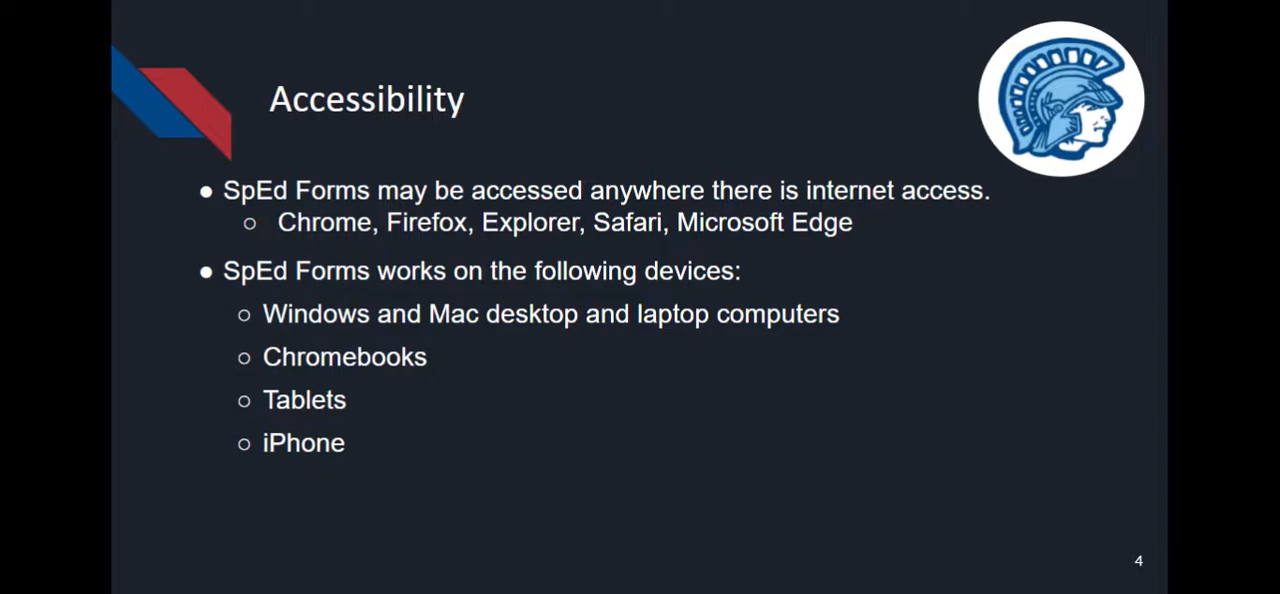 Accessibility
● SpEd Forms may be accessed anywhere there is internet access.
○ Chrome, Firefox, Explorer, Safari, Microsoft Edge
● SpEd Forms works on the following devices:
○ Windows and Mac desktop and laptop computers
○ Chromebooks
○ Tablets
○ iPhone
4